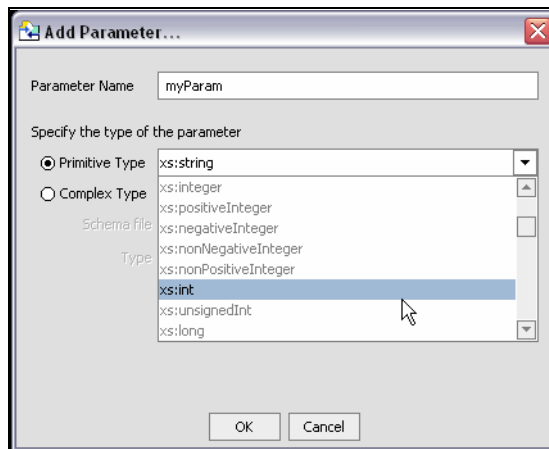 Add Parameter...
Parameter Name myParam
Specify the type of the parameter
Primitive Type xs:string
Complex Type xs:integer
xs:positiveInteger
Schema file xs:negativeInteger
xs:nonNegativeInteger
Type xs:nonPositiveInteger
xs:int
xs:unsignedInt
xs:long
OK Cancel